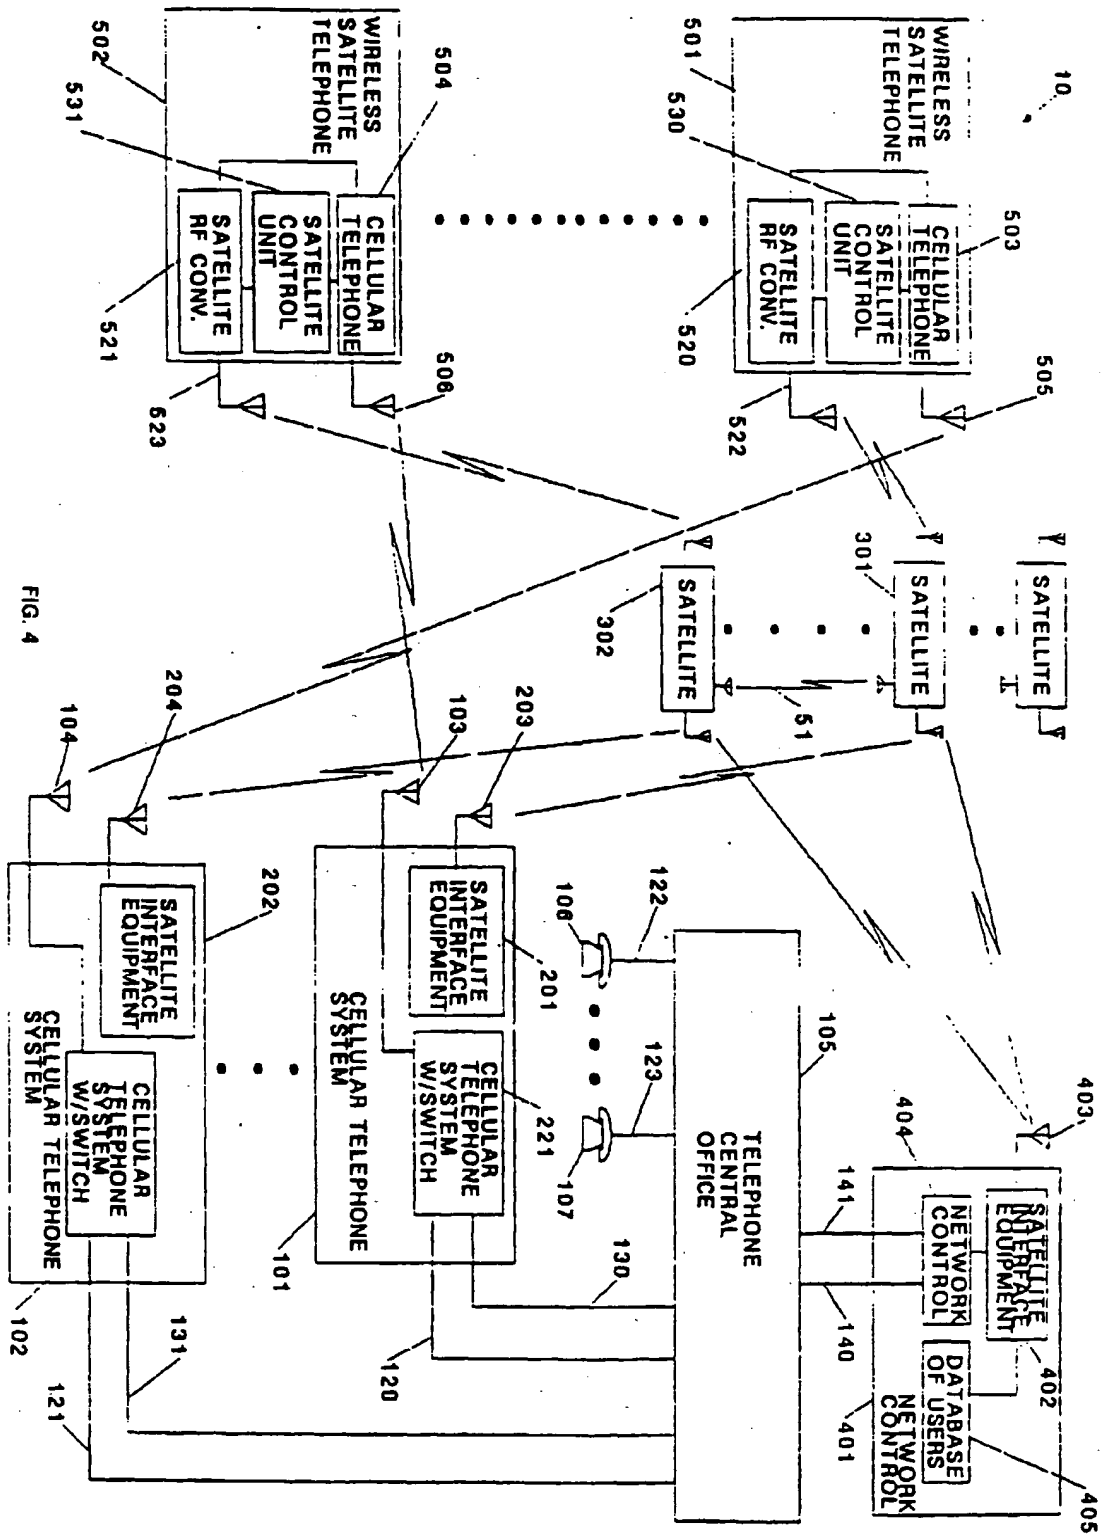 10
WIRELESS
SATELLITE
TELEPHONE
501
530
CELLULAR
TELEPHONE
503
SATELLITE
CONTROL
UNIT
SATELLITE
RF CONV.
520
522
505
WIRELESS
SATELLITE
TELEPHONE
502
504
531
CELLULAR
TELEPHONE
SATELLITE
CONTROL
UNIT
SATELLITE
RF CONV.
521
523
506
SATELLITE
301
SATELLITE
302
SATELLITE
51
203
103
204
104
403
404
SATELLITE
INTERFACE
EQUIPMENT
402
NETWORK
CONTROL
DATABASE
OF USERS
405
NETWORK
CONTROL
401
141
140
105
TELEPHONE
CENTRAL
OFFICE
122
106
123
107
SATELLITE
INTERFACE
EQUIPMENT
201
CELLULAR
TELEPHONE
SYSTEM
W/SWITCH
221
CELLULAR TELEPHONE
SYSTEM
101
130
120
SATELLITE
INTERFACE
EQUIPMENT
202
CELLULAR
TELEPHONE
SYSTEM
W/SWITCH
CELLULAR TELEPHONE
SYSTEM
102
131
121
FIG. 4